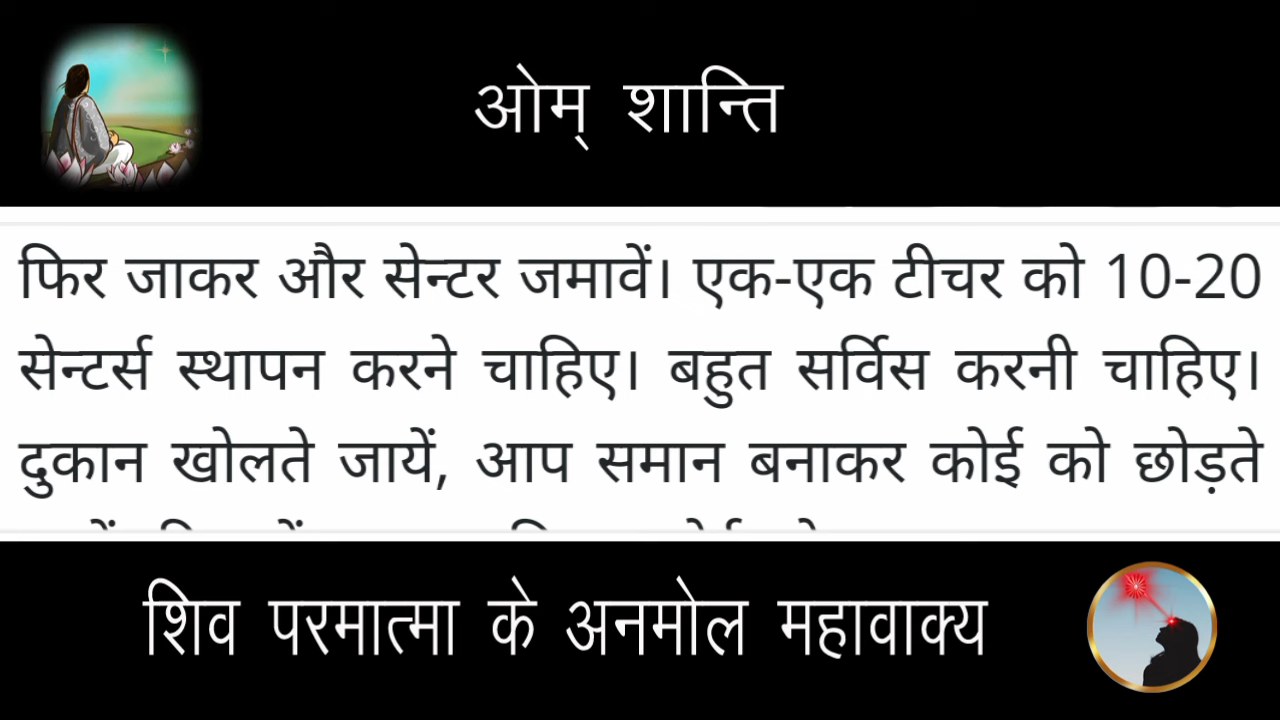 ओम् शान्ति
फिर जाकर और सेन्टर जमावें। एक-एक टीचर को 10-20
सेन्टर्स स्थापन करने चाहिए। बहुत सर्विस करनी चाहिए।
दुकान खोलते जायें, आप समान बनाकर कोई को छोड़ते
शिव परमात्मा के अनमोल महावाक्य